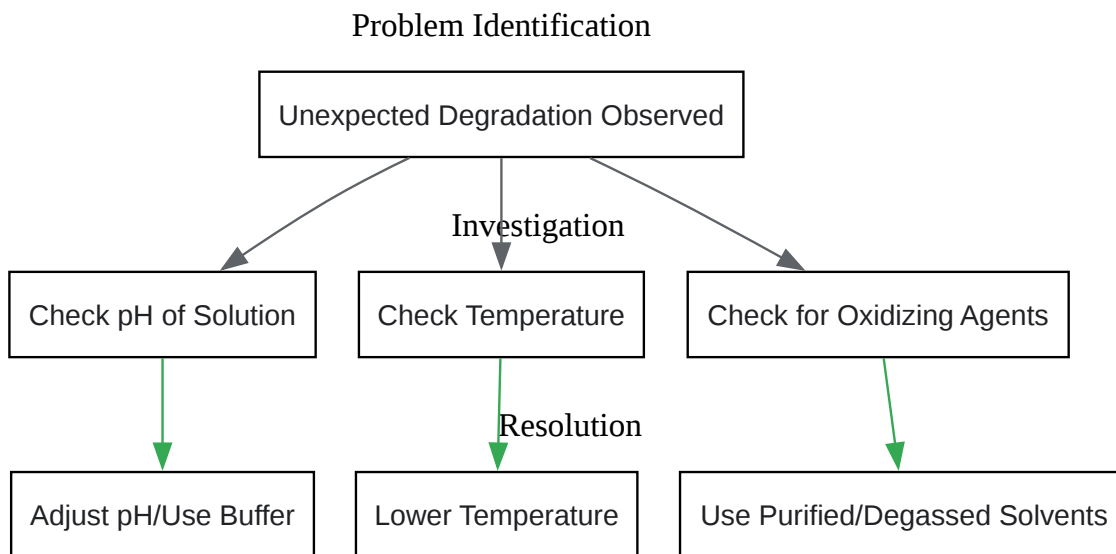 Problem Identification
Unexpected Degradation Observed
Investigation
Check pH of Solution
Check Temperature
Check for Oxidizing Agents
Resolution
Adjust pH/Use Buffer
Lower Temperature
Use Purified/Degassed Solvents